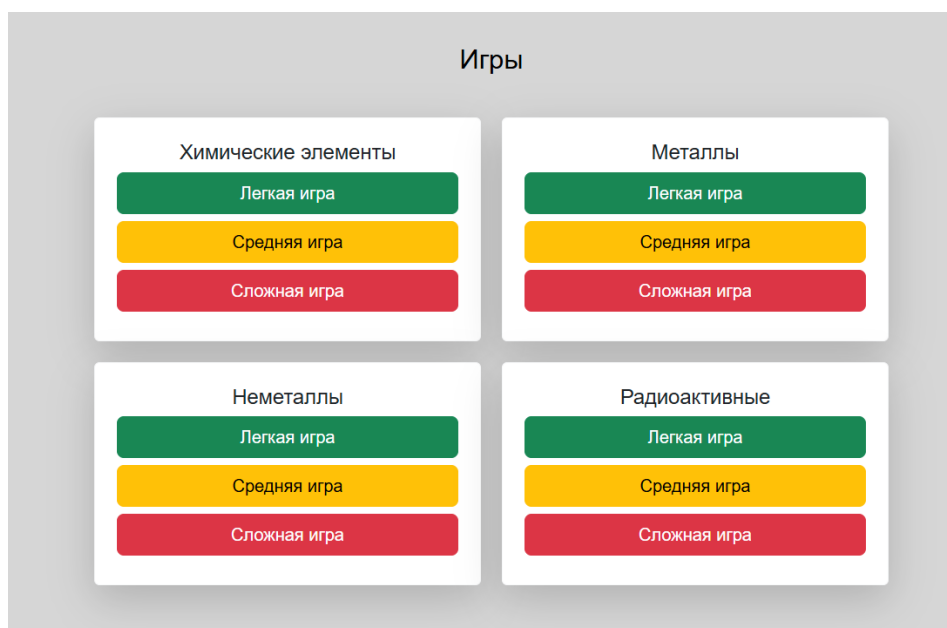 Игры
Химические элементы
Легкая игра
Средняя игра
Сложная игра
Металлы
Легкая игра
Средняя игра
Сложная игра
Неметаллы
Легкая игра
Средняя игра
Сложная игра
Радиоактивные
Легкая игра
Средняя игра
Сложная игра